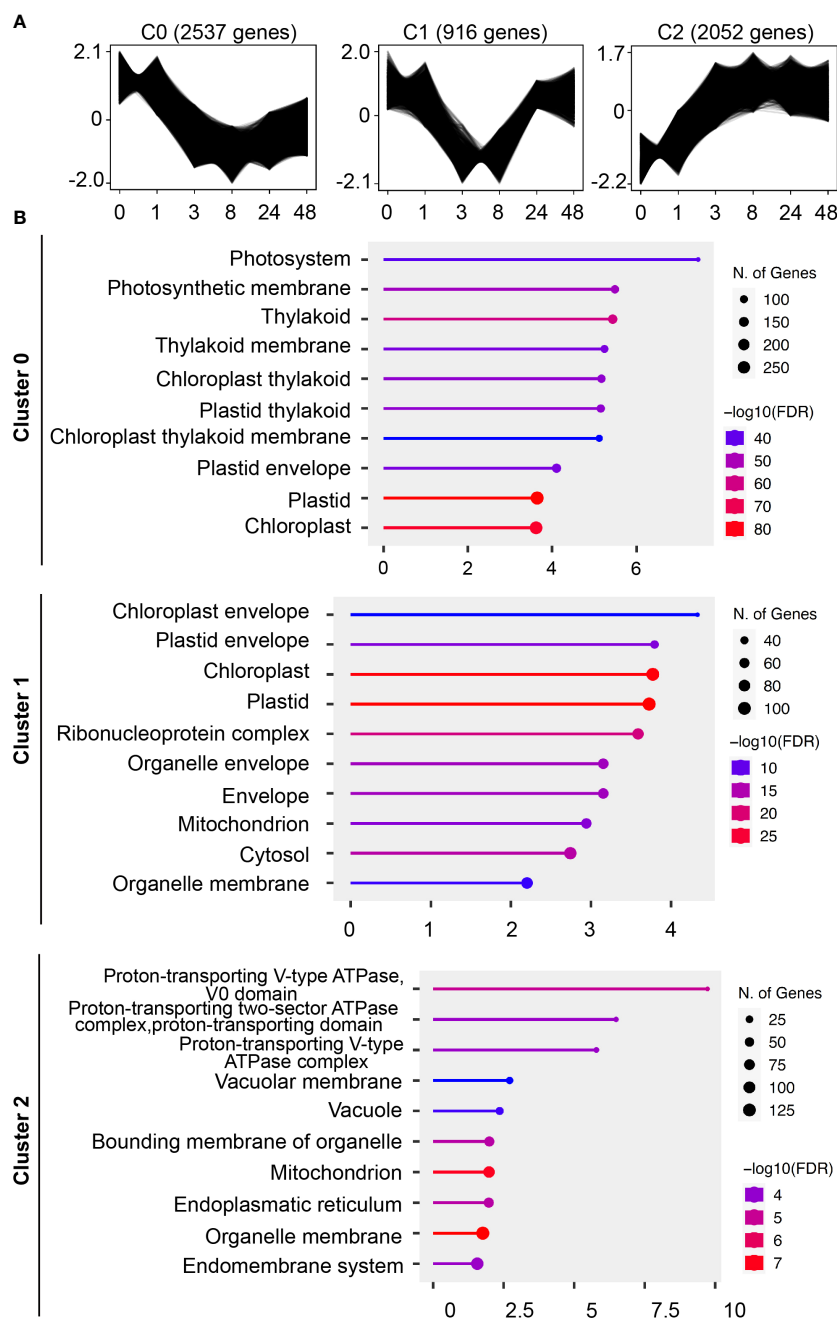 A
C0 (2537 genes)
C1 (916 genes)
C2 (2052 genes)
2.1
0
-2.0
0 1 3 8 24 48
2.0
0
-2.1
0 1 3 8 24 48
1.7
0
-2.2
0 1 3 8 24 48
B
Cluster 0
Photosystem
Photosynthetic membrane
Thylakoid
Thylakoid membrane
Chloroplast thylakoid
Plastid thylakoid
Chloroplast thylakoid membrane
Plastid envelope
Plastid
Chloroplast
0 2 4 6
N. of Genes
100
150
200
250
−log10(FDR)
40
50
60
70
80
Cluster 1
Chloroplast envelope
Plastid envelope
Chloroplast
Plastid
Ribonucleoprotein complex
Organelle envelope
Envelope
Mitochondrion
Cytosol
Organelle membrane
0 1 2 3 4
N. of Genes
40
60
80
100
−log10(FDR)
10
15
20
25
Cluster 2
Proton-transporting V-type ATPase,
V0 domain
Proton-transporting two-sector ATPase
complex,proton-transporting domain
Proton-transporting V-type
ATPase complex
Vacuolar membrane
Vacuole
Bounding membrane of organelle
Mitochondrion
Endoplasmatic reticulum
Organelle membrane
Endomembrane system
0 2.5 5 7.5 10
N. of Genes
25
50
75
100
125
−log10(FDR)
4
5
6
7